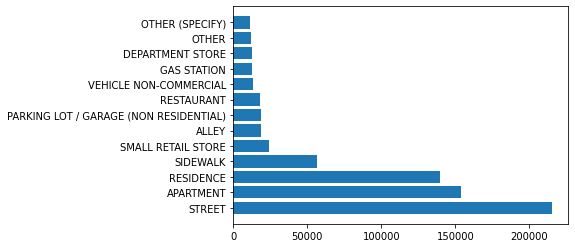 OTHER (SPECIFY)
OTHER
DEPARTMENT STORE
GAS STATION
VEHICLE NON-COMMERCIAL
RESTAURANT
PARKING LOT / GARAGE (NON RESIDENTIAL)
ALLEY
SMALL RETAIL STORE
SIDEWALK
RESIDENCE
APARTMENT
STREET
0 50000 100000 150000 200000